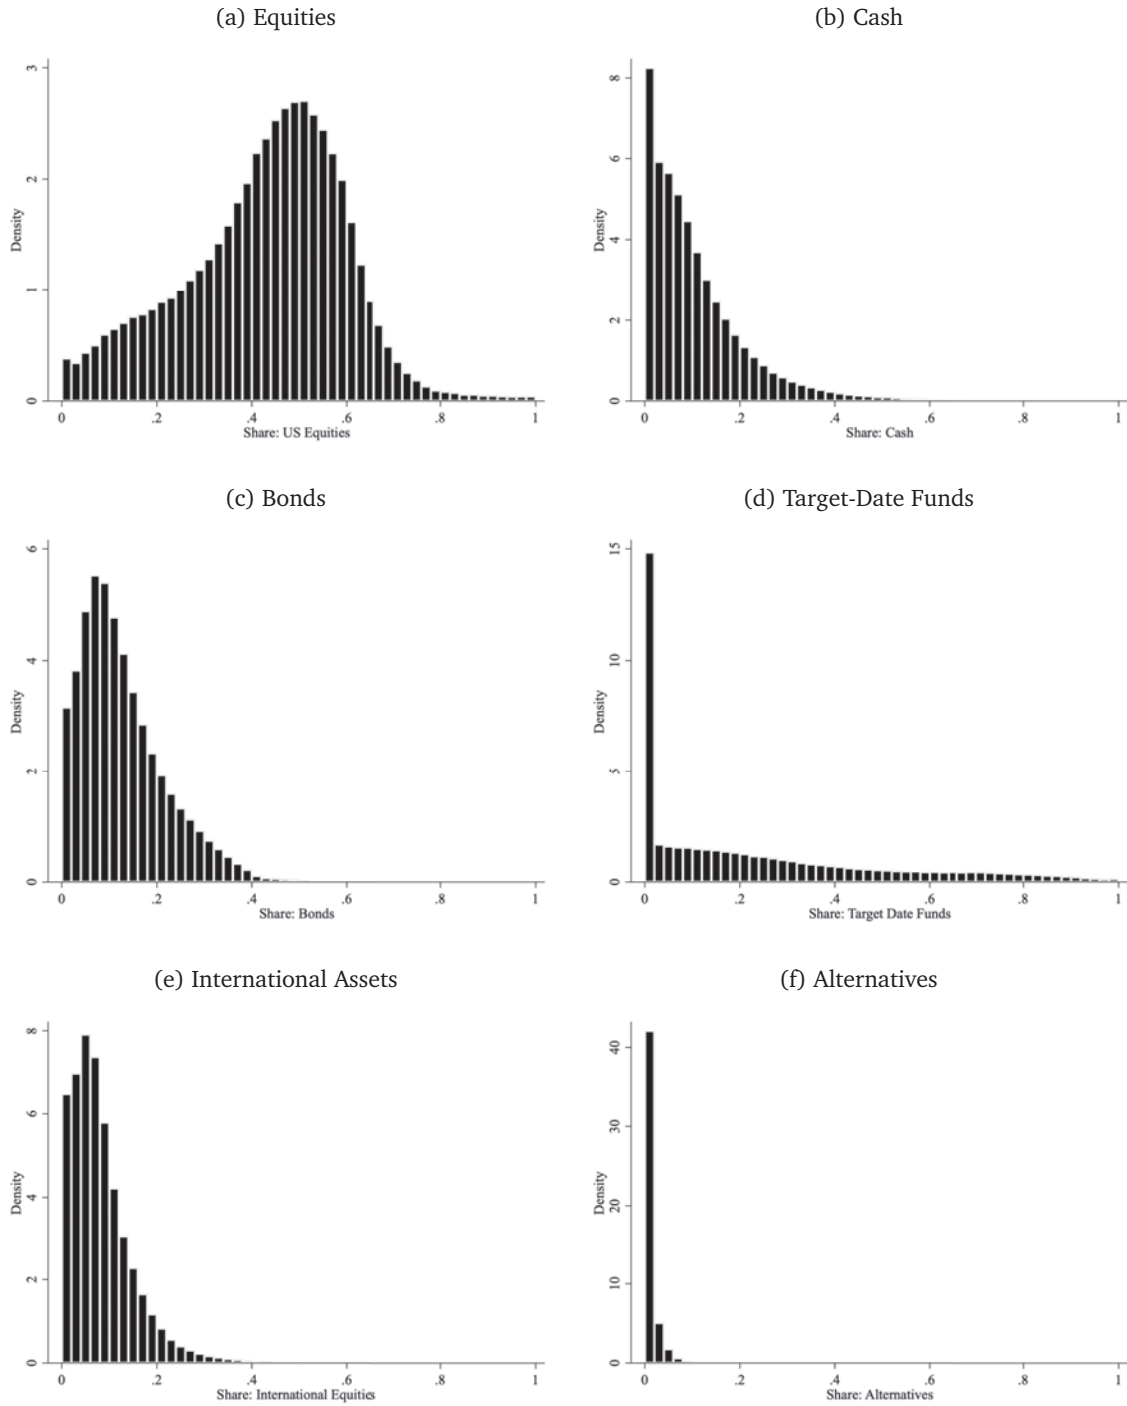 (a) Equities
(b) Cash
Density
3
2
1
0
0 .2 .4 .6 .8 1
Share: US Equities
Density
8
6
4
2
0
0 .2 .4 .6 .8 1
Share: Cash
(c) Bonds
(d) Target-Date Funds
Density
6
4
2
0
0 .2 .4 .6 .8 1
Share: Bonds
Density
15
10
5
0
0 .2 .4 .6 .8 1
Share: Target Date Funds
(e) International Assets
(f) Alternatives
Density
8
6
4
2
0
0 .2 .4 .6 .8 1
Share: International Equities
Density
40
30
20
10
0
0 .2 .4 .6 .8 1
Share: Alternatives